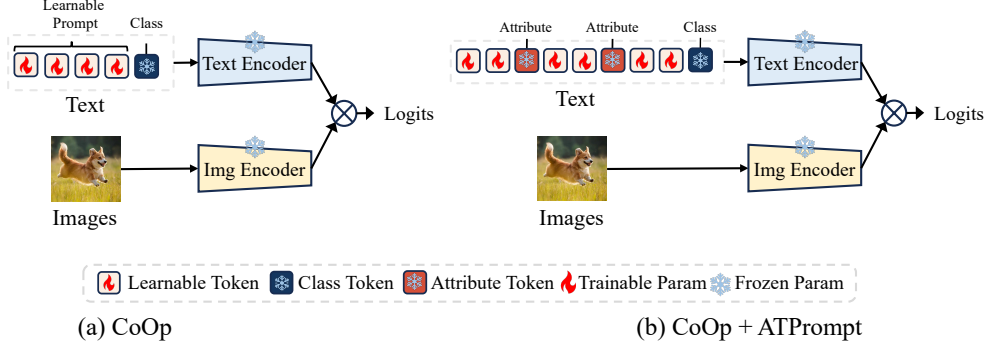 Learnable
Prompt
Class
Text Encoder
Text
Logits
Img Encoder
Images
Attribute
Attribute
Class
Text Encoder
Text
Logits
Img Encoder
Images
Learnable Token
Class Token
Attribute Token
Trainable Param
Frozen Param
(a) CoOp
(b) CoOp + ATPrompt